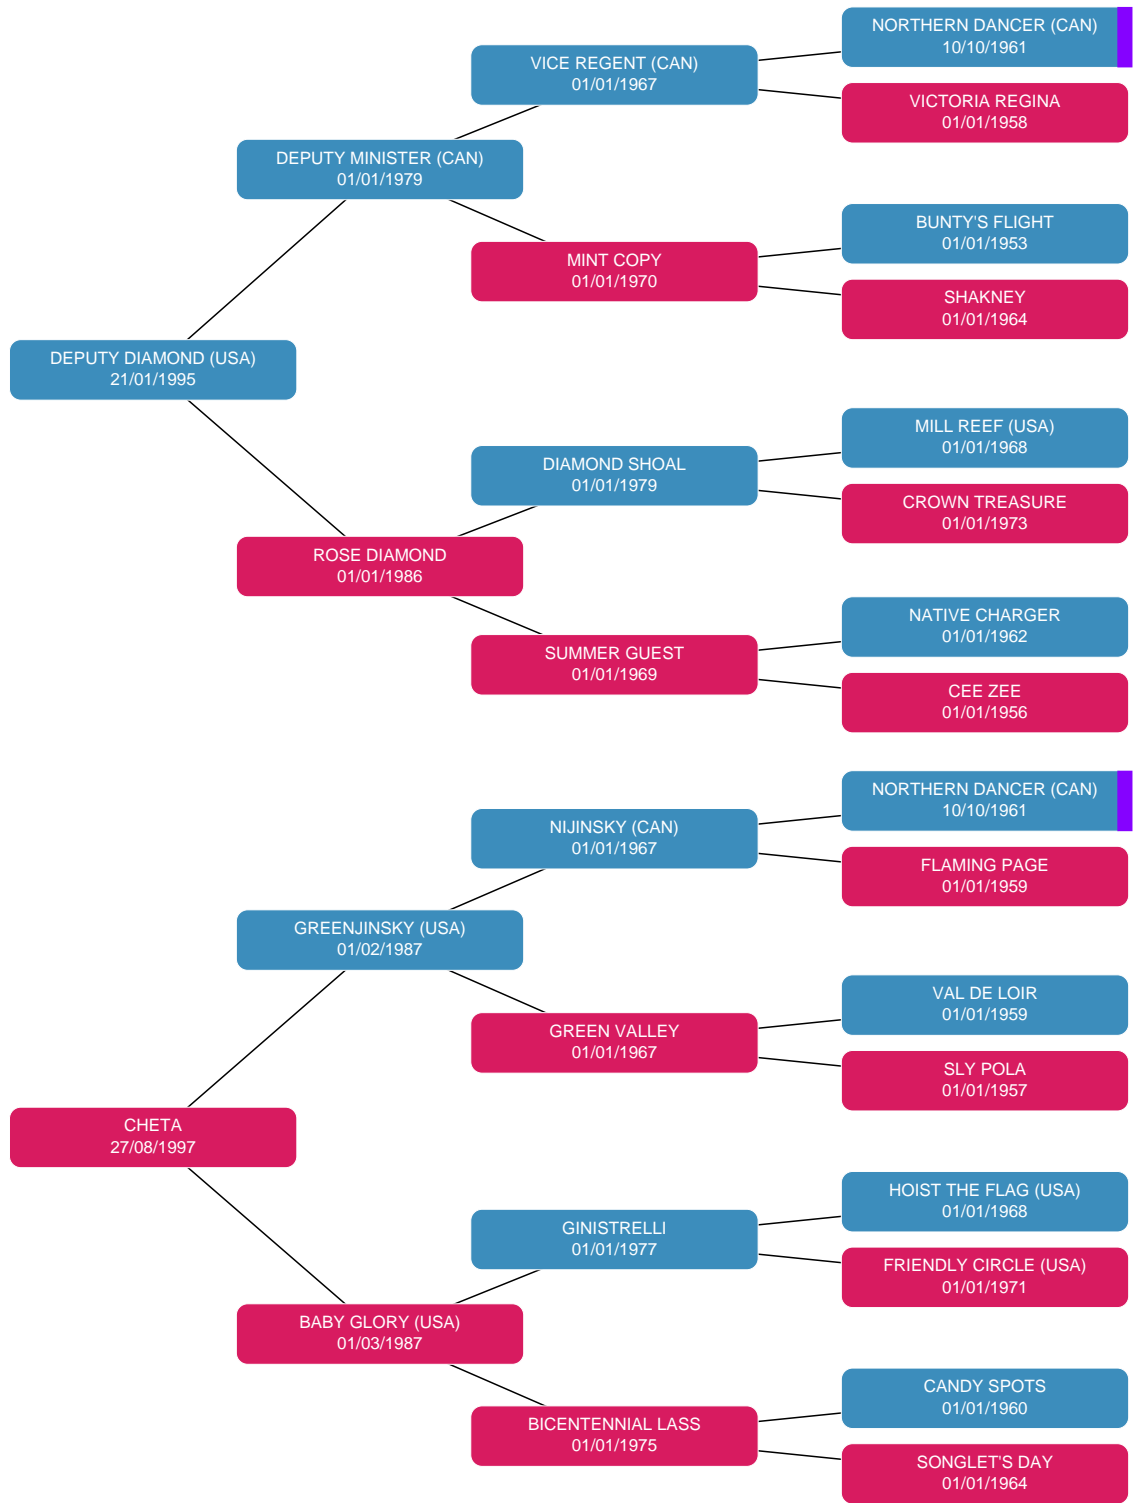 NORTHERN DANCER (CAN)
10/10/1961
VICE REGENT (CAN)
01/01/1967
VICTORIA REGINA
01/01/1958
DEPUTY MINISTER (CAN)
01/01/1979
BUNTY'S FLIGHT
01/01/1953
MINT COPY
01/01/1970
SHAKNEY
01/01/1964
DEPUTY DIAMOND (USA)
21/01/1995
MILL REEF (USA)
01/01/1968
DIAMOND SHOAL
01/01/1979
CROWN TREASURE
01/01/1973
ROSE DIAMOND
01/01/1986
NATIVE CHARGER
01/01/1962
SUMMER GUEST
01/01/1969
CEE ZEE
01/01/1956
NORTHERN DANCER (CAN)
10/10/1961
NIJINSKY (CAN)
01/01/1967
FLAMING PAGE
01/01/1959
GREENJINSKY (USA)
01/02/1987
VAL DE LOIR
01/01/1959
GREEN VALLEY
01/01/1967
SLY POLA
01/01/1957
CHETA
27/08/1997
HOIST THE FLAG (USA)
01/01/1968
GINISTRELLI
01/01/1977
FRIENDLY CIRCLE (USA)
01/01/1971
BABY GLORY (USA)
01/03/1987
CANDY SPOTS
01/01/1960
BICENTENNIAL LASS
01/01/1975
SONGLET'S DAY
01/01/1964